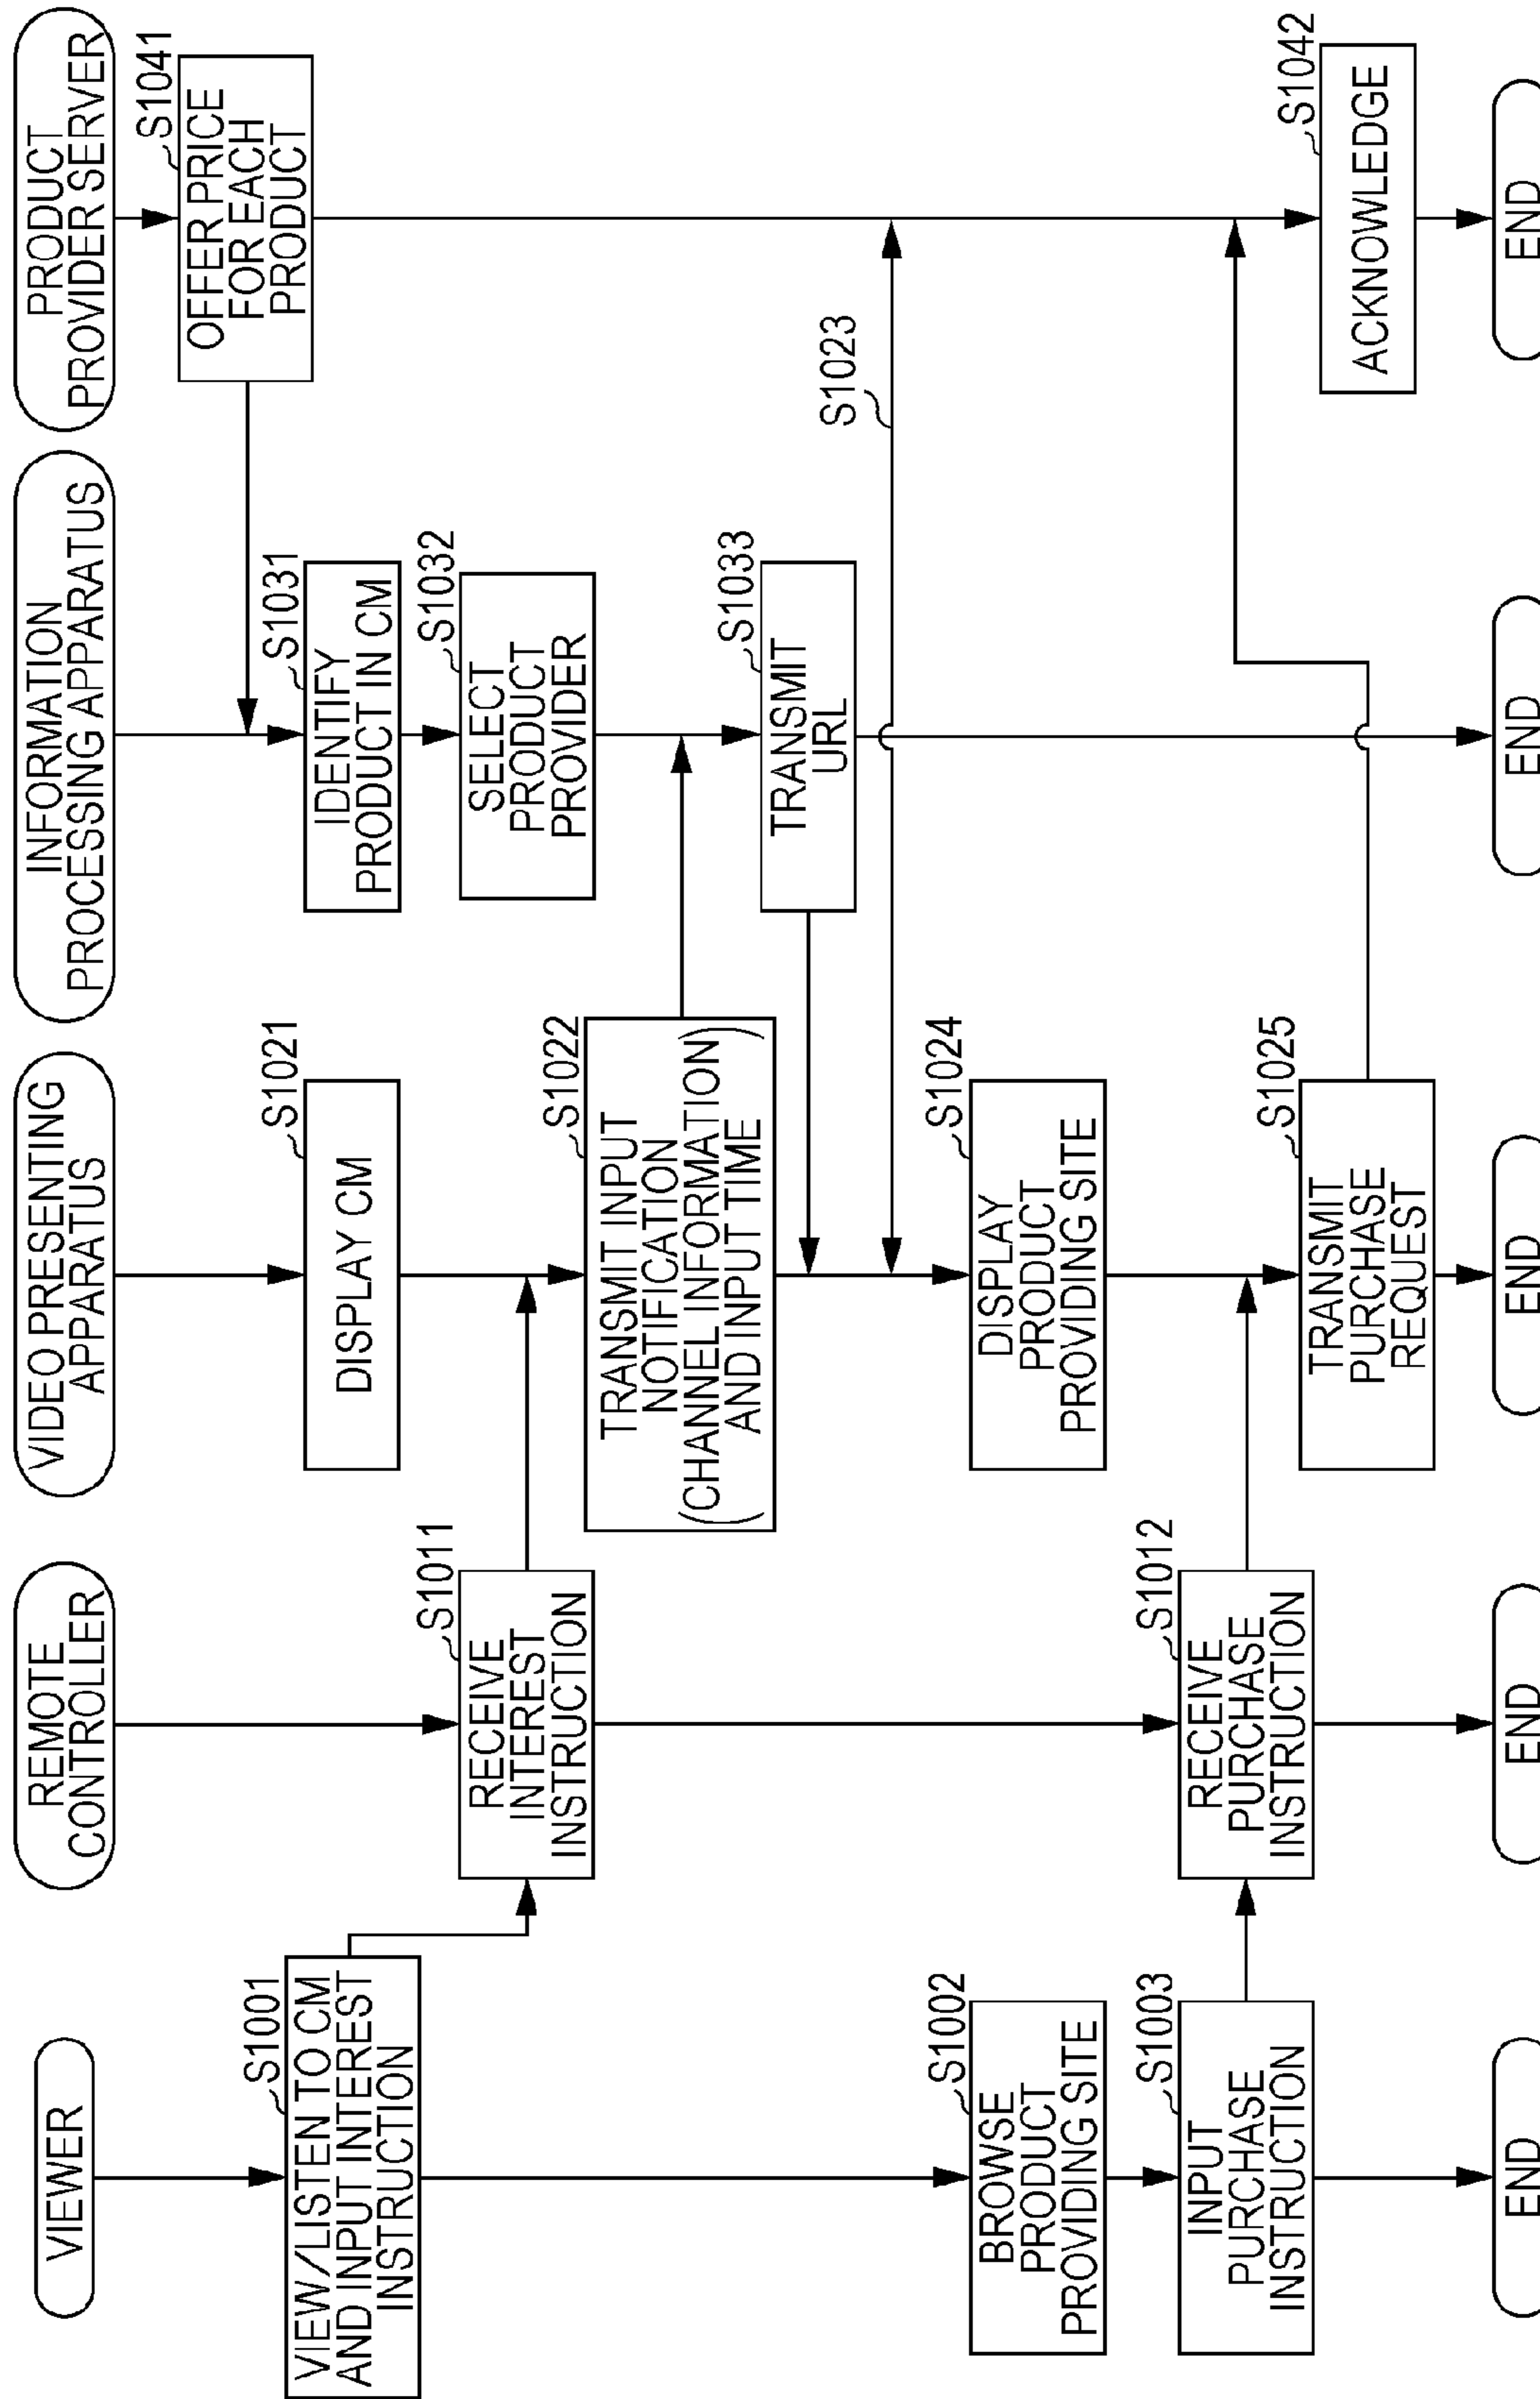 VIEWER
S1001
VIEW/LISTEN TO CM
AND INPUT INTEREST
INSTRUCTION
S1002
BROWSE
PRODUCT
PROVIDING SITE
S1003
INPUT
PURCHASE
INSTRUCTION
END
REMOTE
CONTROLLER
S1011
RECEIVE
INTEREST
INSTRUCTION
S1012
RECEIVE
PURCHASE
INSTRUCTION
END
VIDEO PRESENTING
APPARATUS
S1021
DISPLAY CM
S1022
TRANSMIT INPUT
NOTIFICATION
(CHANNEL INFORMATION
AND INPUT TIME)
S1024
DISPLAY
PRODUCT
PROVIDING SITE
S1025
TRANSMIT
PURCHASE
REQUEST
END
INFORMATION
PROCESSING APPARATUS
S1031
IDENTIFY
PRODUCT IN CM
S1032
SELECT
PRODUCT
PROVIDER
S1033
TRANSMIT
URL
S1023
END
PRODUCT
PROVIDER SERVER
S1041
OFFER PRICE
FOR EACH
PRODUCT
S1042
ACKNOWLEDGE
END